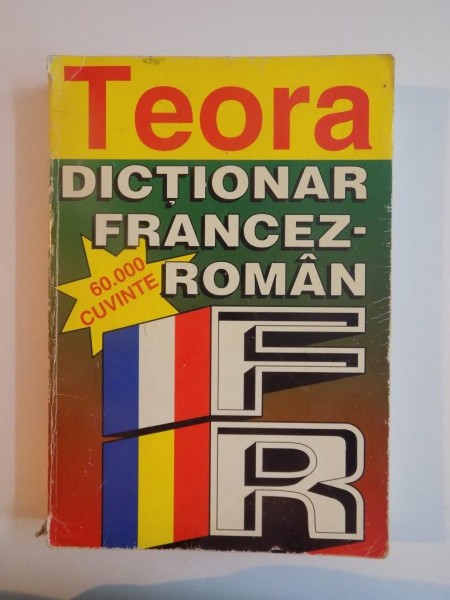 Teora
DICȚIONAR
FRANCEZ-
ROMÂN
60.000
CUVINTE
F
R